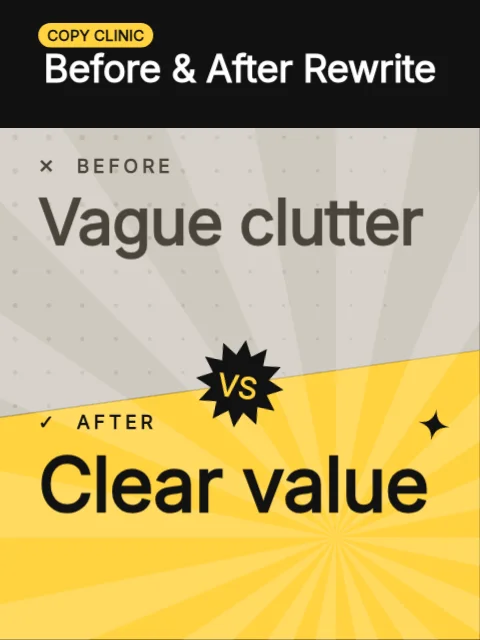 COPY CLINIC
Before & After Rewrite
✕ BEFORE
Vague clutter
VS
✓ AFTER
Clear value